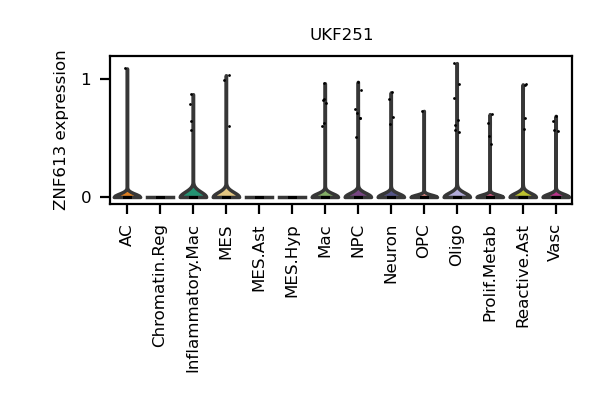 UKF251
ZNF613 expression
1
0
AC
Chromatin.Reg
Inflammatory.Mac
MES
MES.Ast
MES.Hyp
Mac
NPC
Neuron
OPC
Oligo
Prolif.Metab
Reactive.Ast
Vasc